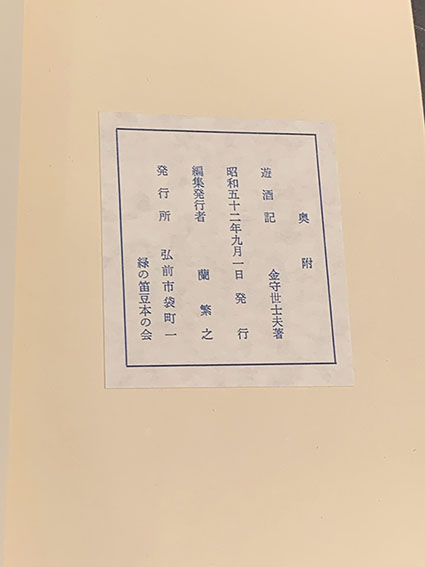 奥附
遊酒記　金守世士夫著
昭和五十二年九月一日　発行
編集発行者　蘭繁之
発行所　弘前市袋町一
緑の笛豆本の会